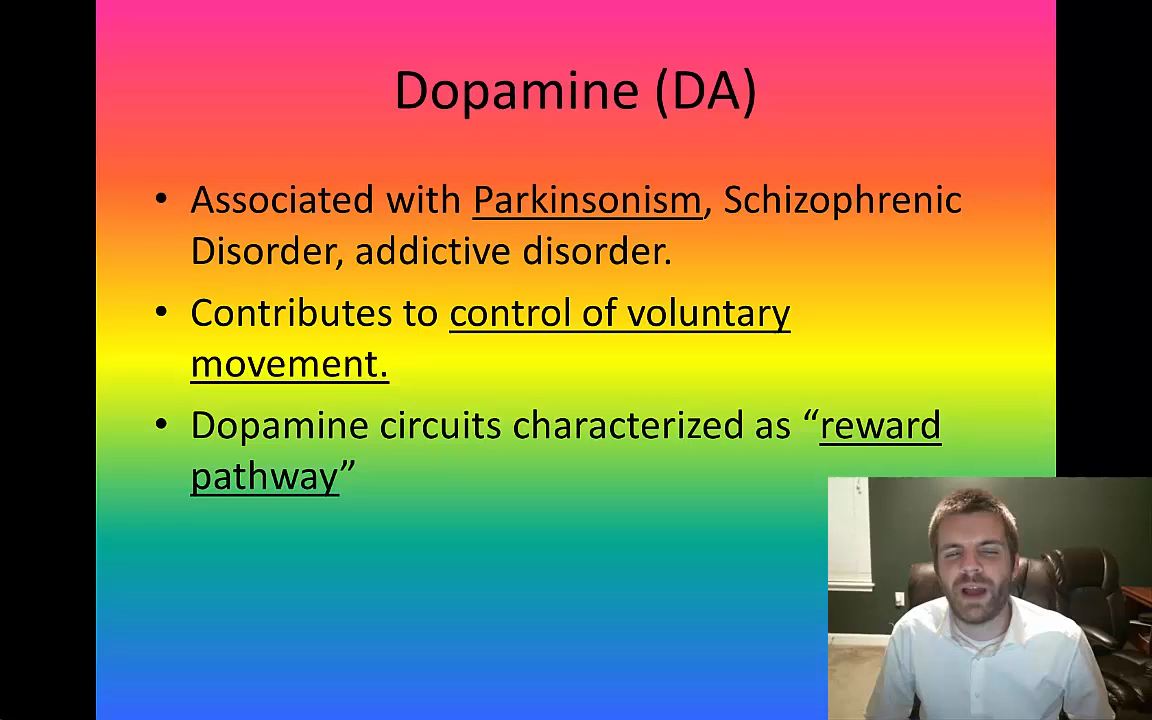 Dopamine (DA)
• Associated with Parkinsonism, Schizophrenic
Disorder, addictive disorder.
• Contributes to control of voluntary
movement.
• Dopamine circuits characterized as “reward
pathway”